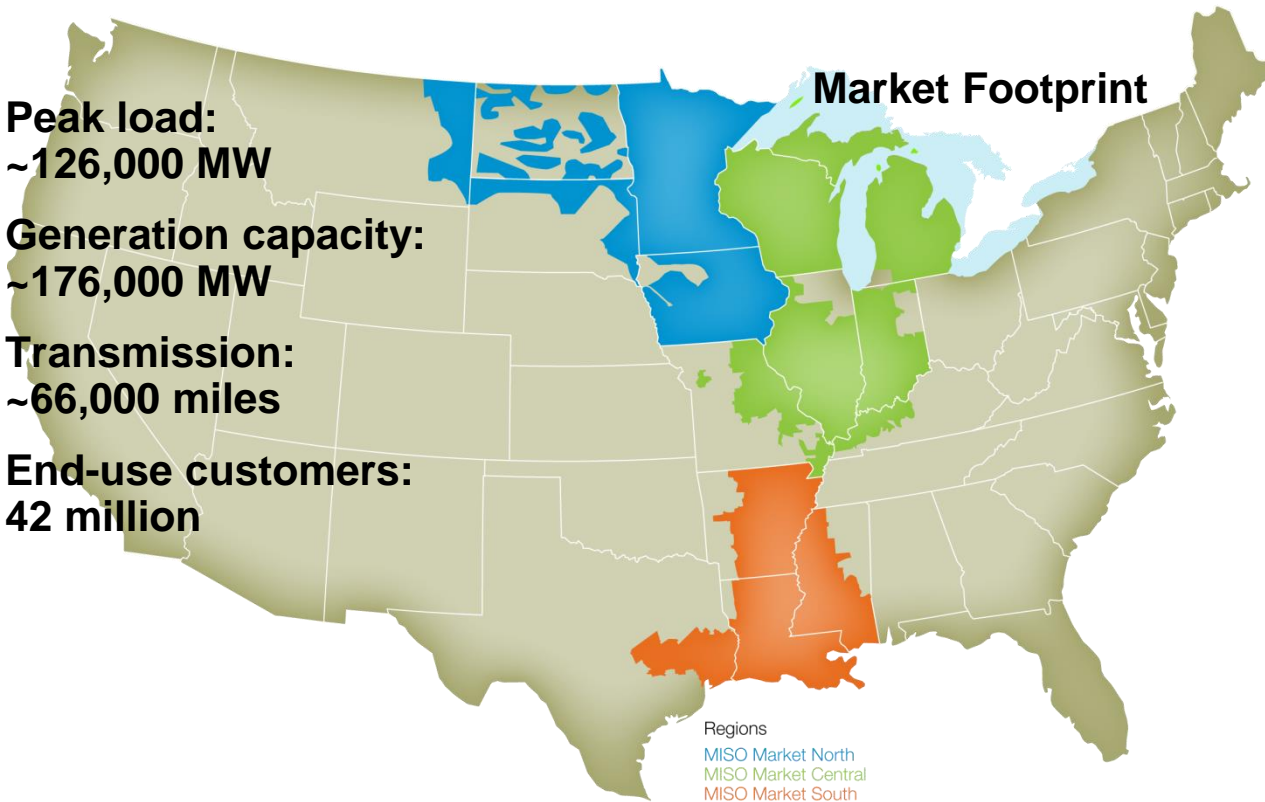 Market Footprint
Peak load:
~126,000 MW
Generation capacity:
~176,000 MW
Transmission:
~66,000 miles
End-use customers:
42 million
Regions
MISO Market North
MISO Market Central
MISO Market South